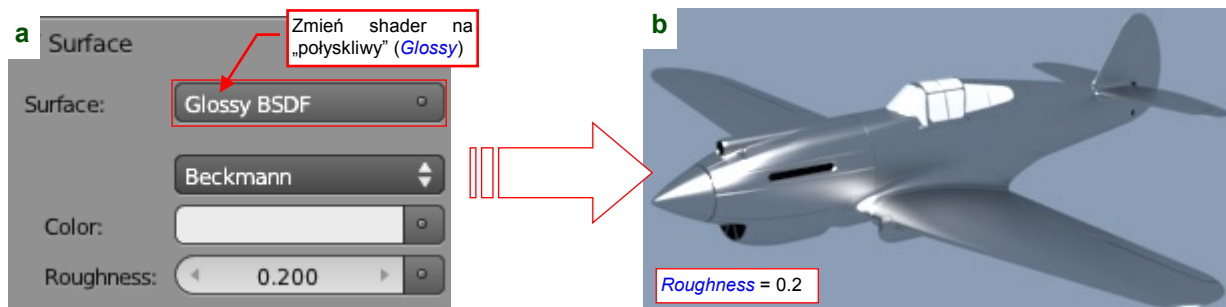 a
Surface
Zmień shader na
„połyskliwy” (Glossy)
Surface:
Glossy BSDF
Beckmann
Color:
Roughness:
0.200
b
Roughness = 0.2